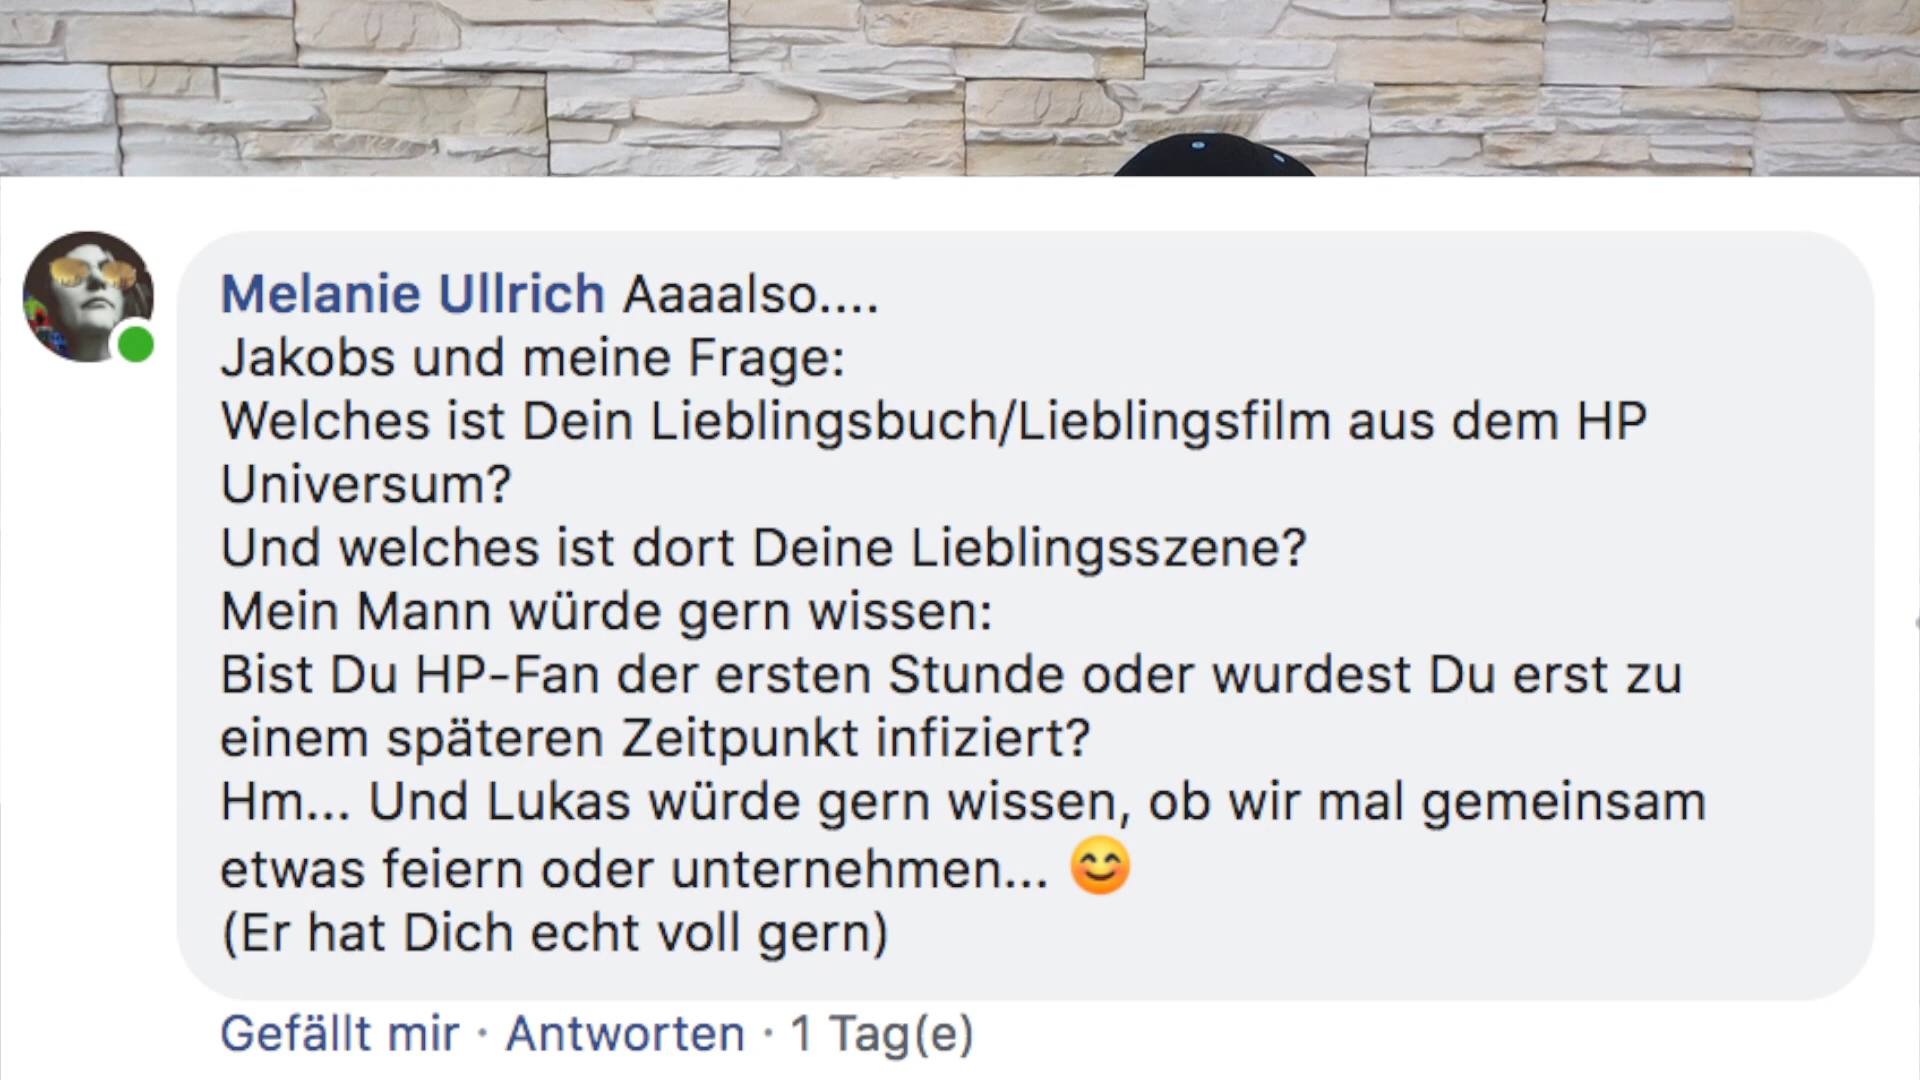 Melanie Ullrich Aaaalso....
Jakobs und meine Frage:
Welches ist Dein Lieblingsbuch/Lieblingsfilm aus dem HP
Universum?
Und welches ist dort Deine Lieblingsszene?
Mein Mann würde gern wissen:
Bist Du HP-Fan der ersten Stunde oder wurdest Du erst zu
einem späteren Zeitpunkt infiziert?
Hm... Und Lukas würde gern wissen, ob wir mal gemeinsam
etwas feiern oder unternehmen... 😊
(Er hat Dich echt voll gern)
Gefällt mir · Antworten · 1 Tag(e)